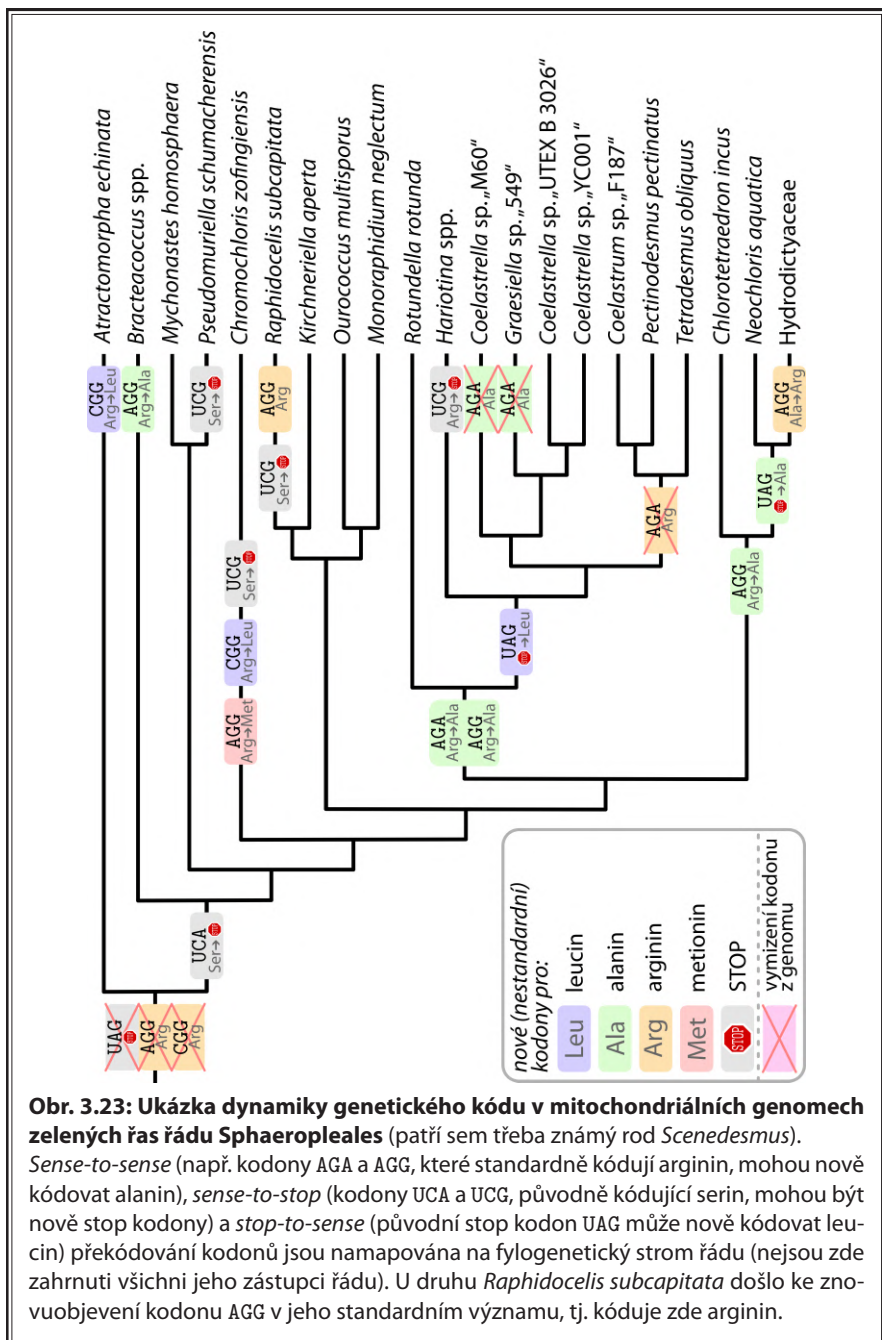 Atractomorpha echinata
Bracteacoccus spp.
Mychonastes homosphaera
Pseudomuriella schumacherensis
Chromochloris zofingiensis
Raphidocelis subcapitata
Kirchneriella aperta
Ourococcus multisporus
Monoraphidium neglectum
Rotundella rotunda
Hariotina spp.
Coelastrella sp. „M60“
Graesiella sp. „549“
Coelastrella sp. „UTEX B 3026“
Coelastrella sp. „YC001“
Coelastrum sp. „F187“
Pectinodesmus pectinatus
Tetradesmus obliquus
Chlorotetraedron incus
Neochloris aquatica
Hydrodictyaceae
CGG
Arg→Leu
AGG
Arg→Ala
UCG
Ser→STOP
AGG
Arg
UCG
Ser→STOP
UCG
Ser→STOP
CGG
Arg→Leu
AGG
Arg→Met
UCG
Arg→STOP
AGA
Ala
AGA
Ala
AGA
Arg
UAG
STOP→Leu
AGA
Arg→Ala
AGG
Arg→Ala
AGG
Ala→Arg
UAG
STOP→Ala
AGG
Arg→Ala
UCA
Ser→STOP
UAG
STOP
AGG
Arg
CGG
Arg
nové (nestandardní)
kodony pro:
Leu leucin
Ala alanin
Arg arginin
Met metionin
STOP STOP
vymizení kodonu
z genomu
Obr. 3.23: Ukázka dynamiky genetického kódu v mitochondriálních genomech
zelených řas řádu Sphaeropleales (patří sem třeba známý rod Scenedesmus).
Sense-to-sense (např. kodony AGA a AGG, které standardně kódují arginin, mohou nově
kódovat alanin), sense-to-stop (kodony UCA a UCG, původně kódující serin, mohou být
nově stop kodony) a stop-to-sense (původní stop kodon UAG může nově kódovat leu-
cin) překódování kodonů jsou namapována na fylogenetický strom řádu (nejsou zde
zahrnuti všichni jeho zástupci řádu). U druhu Raphidocelis subcapitata došlo ke zno-
vuobjevení kodonu AGG v jeho standardním významu, tj. kóduje zde arginin.